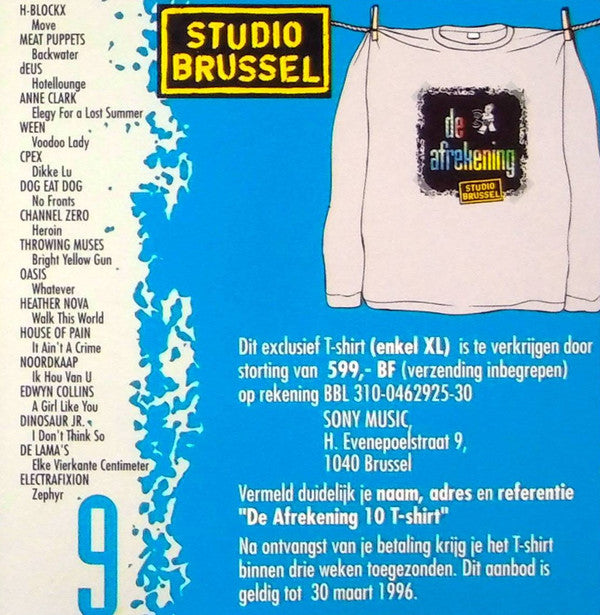 H-BLOCKX
Move
MEAT PUPPETS
Backwater
dEUS
Hotellounge
ANNE CLARK
Elegy For a Lost Summer
WEEN
Voodoo Lady
CPEX
Dikke Lu
DOG EAT DOG
No Fronts
CHANNEL ZERO
Heroin
THROWING MUSES
Bright Yellow Gun
OASIS
Whatever
HEATHER NOVA
Walk This World
HOUSE OF PAIN
It Ain't A Crime
NOORDKAAP
Ik Hou Van U
EDWYN COLLINS
A Girl Like You
DINOSAUR JR.
I Don't Think So
DE LAMA'S
Elke Vierkante Centimeter
ELECTRAFIXION
Zephyr
9
STUDIO
BRUSSEL
de
afrekening
STUDIO
BRUSSEL
Dit exclusief T-shirt (enkel XL) is te verkrijgen door
storting van 599,- BF (verzending inbegrepen)
op rekening BBL 310-0462925-30
SONY MUSIC,
H. Evenepoelstraat 9,
1040 Brussel
Vermeld duidelijk je naam, adres en referentie
"De Afrekening 10 T-shirt"
Na ontvangst van je betaling krijg je het T-shirt
binnen drie weken toegezonden. Dit aanbod is
geldig tot 30 maart 1996.